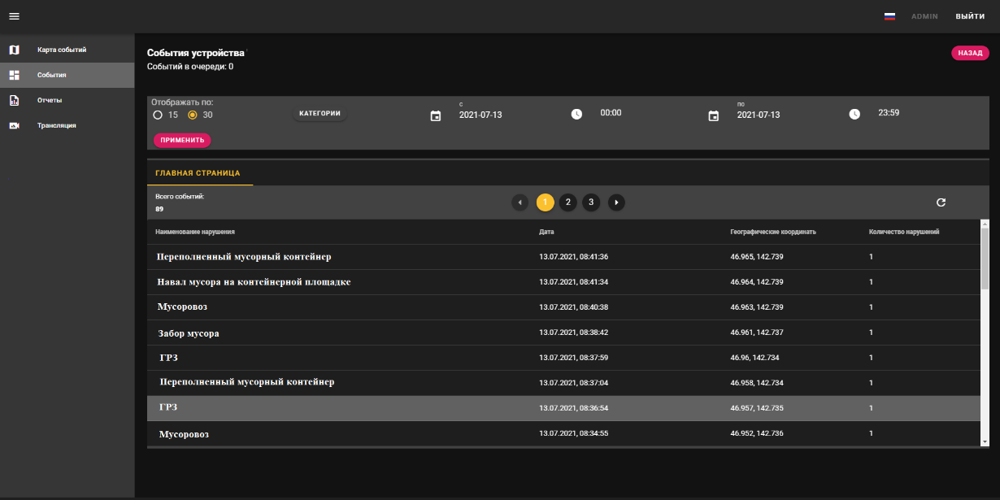 ADMIN ВЫЙТИ
Карта событий
События
Отчеты
Трансляция
События устройства
НАЗАД
Событий в очереди: 0
Отображать по:
15 30
КАТЕГОРИИ
с
2021-07-13
00:00
по
2021-07-13
23:59
ПРИМЕНИТЬ
ГЛАВНАЯ СТРАНИЦА
Всего событий:
89
1 2 3
Наименование нарушения Дата Географические координать Количество нарушений
Переполненный мусорный контейнер 13.07.2021, 08:41:36 46.965, 142.739 1
Навал мусора на контейнерной площадке 13.07.2021, 08:41:34 46.964, 142.739 1
Мусоровоз 13.07.2021, 08:40:38 46.963, 142.739 1
Забор мусора 13.07.2021, 08:38:42 46.961, 142.737 1
ГРЗ 13.07.2021, 08:37:59 46.96, 142.734 1
Переполненный мусорный контейнер 13.07.2021, 08:37:04 46.958, 142.734 1
ГРЗ 13.07.2021, 08:36:54 46.957, 142.735 1
Мусоровоз 13.07.2021, 08:34:55 46.952, 142.736 1